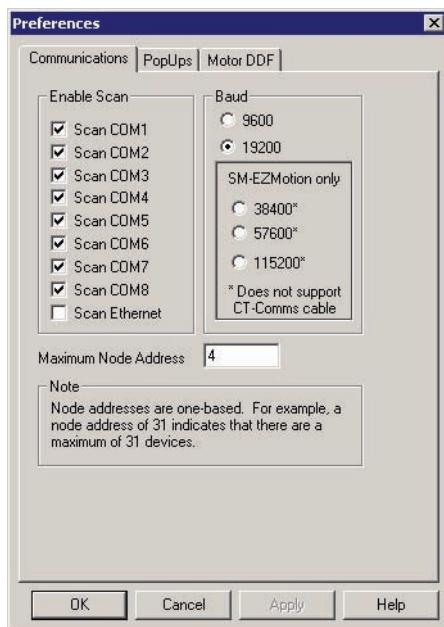 Preferences
Communications PopUps Motor DDF
Enable Scan
Scan COM1
Scan COM2
Scan COM3
Scan COM4
Scan COM5
Scan COM6
Scan COM7
Scan COM8
Scan Ethernet
Baud
9600
19200
SM-EZMotion only
38400*
57600*
115200*
* Does not support
CT-Comms cable
Maximum Node Address 4
Note
Node addresses are one-based. For example, a
node address of 31 indicates that there are a
maximum of 31 devices.
OK Cancel Apply Help